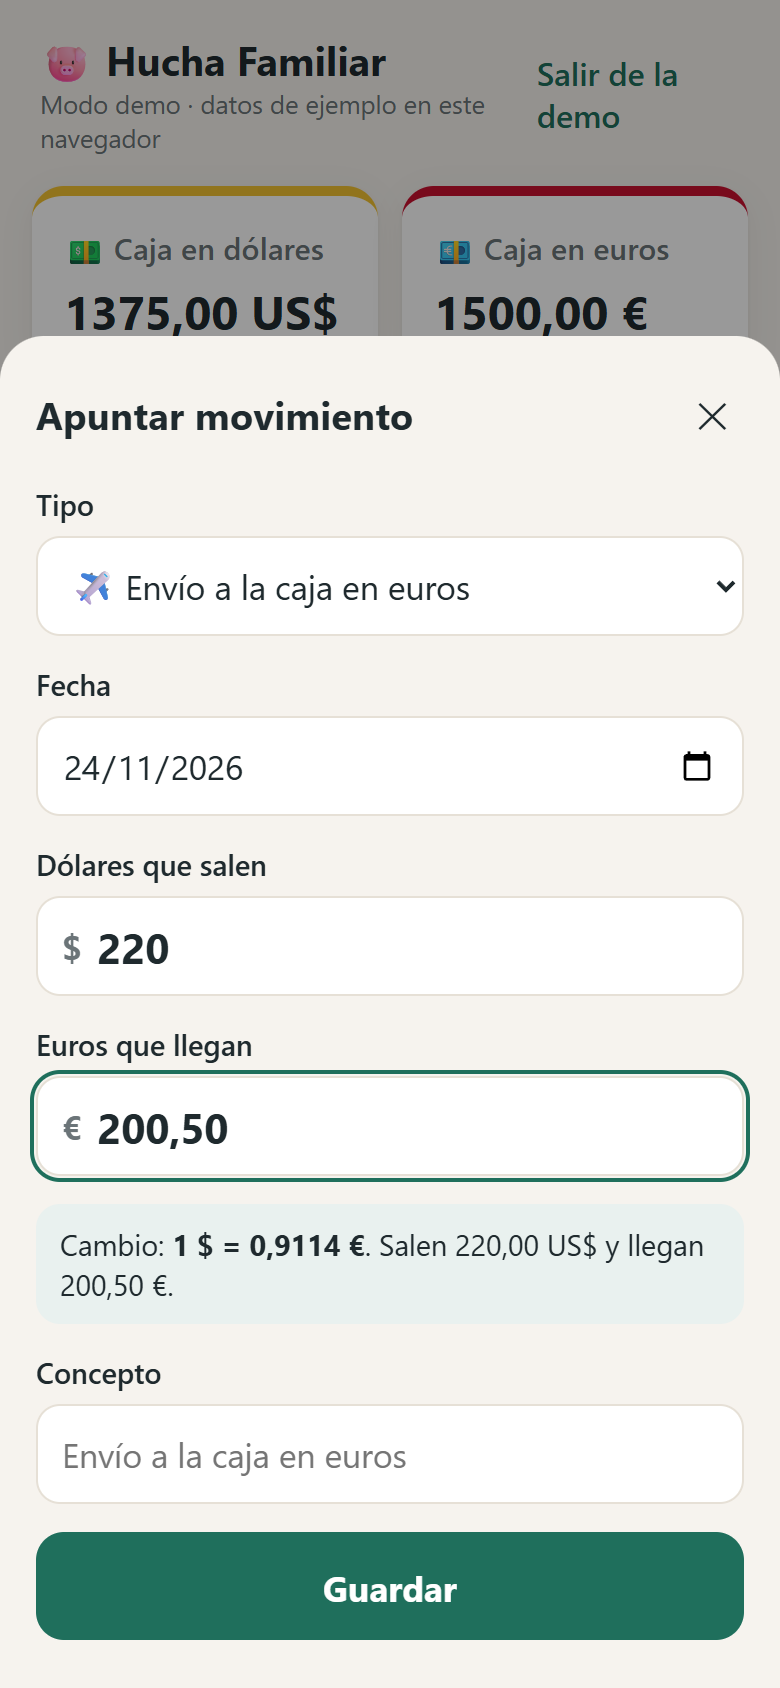 Hucha Familiar
Modo demo · datos de ejemplo en este
navegador
Salir de la
demo
Caja en dólares
1375,00 US$
Caja en euros
1500,00 €
Apuntar movimiento
Tipo
Envío a la caja en euros
Fecha
24/11/2026
Dólares que salen
$ 220
Euros que llegan
€ 200,50
Cambio: 1 $ = 0,9114 €. Salen 220,00 US$ y llegan
200,50 €.
Concepto
Envío a la caja en euros
Guardar